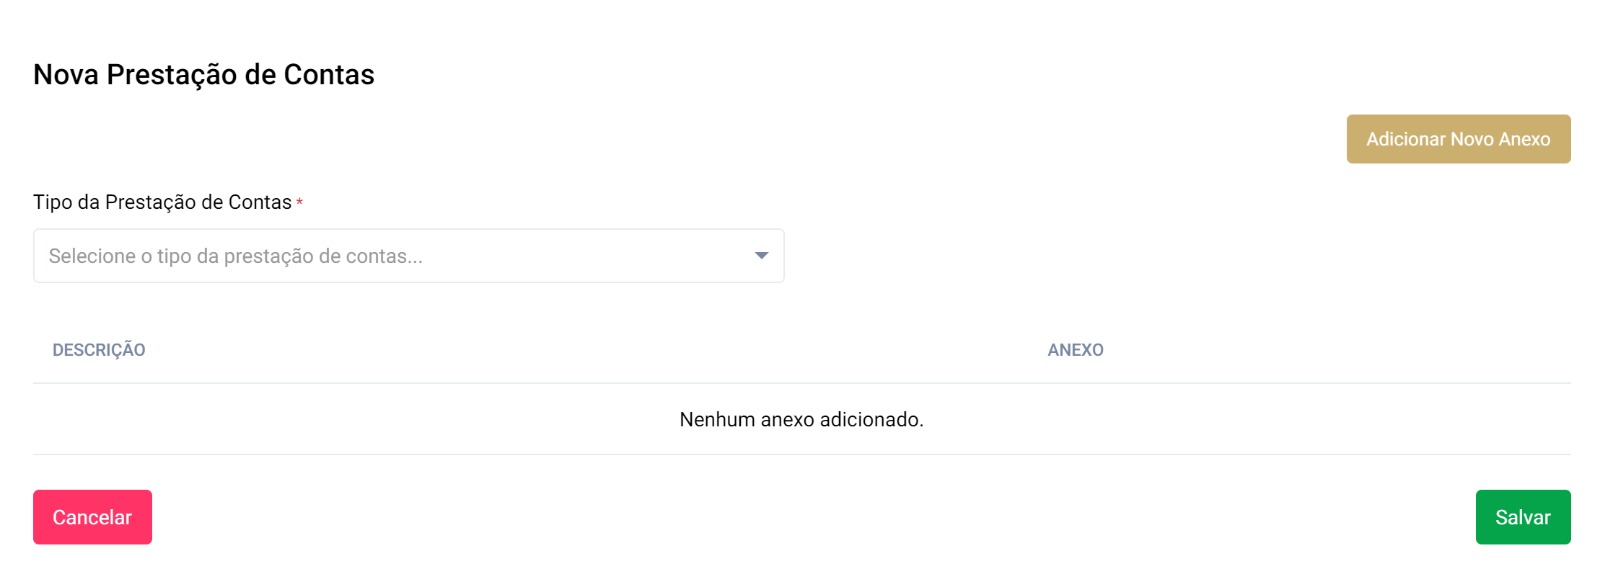 Nova Prestação de Contas
Adicionar Novo Anexo
Tipo da Prestação de Contas *
Selecione o tipo da prestação de contas...
DESCRIÇÃO ANEXO
Nenhum anexo adicionado.
Cancelar Salvar